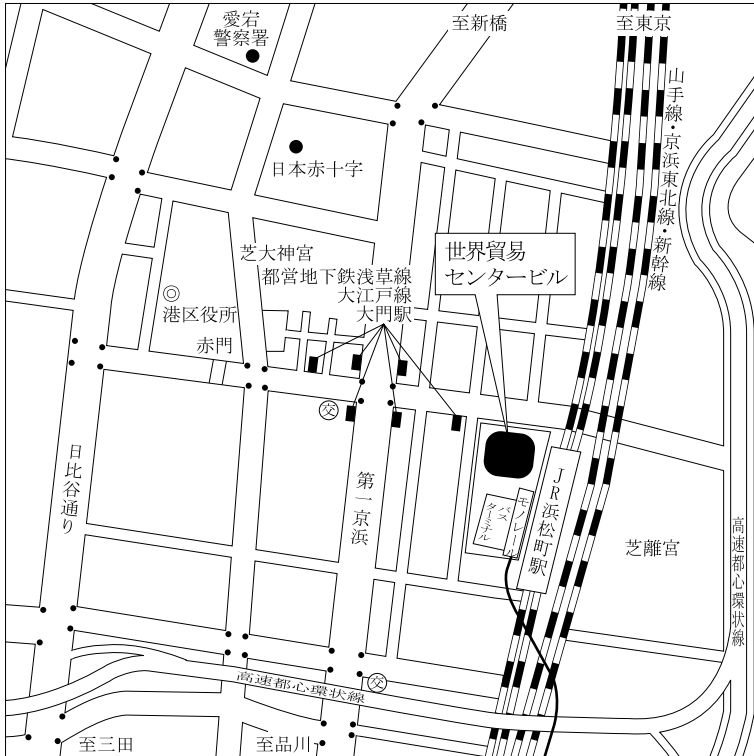 愛宕
警察署
至新橋
至東京
山手線・京浜東北線・新幹線
日本赤十字
芝大神宮
都営地下鉄浅草線
大江戸線
大門駅
世界貿易
センタービル
港区役所
赤門
交
日比谷通り
第一京浜
バス
ターミナル
モノレール
JR浜松町駅
芝離宮
高速都心環状線
高速都心環状線
交
至三田
至品川